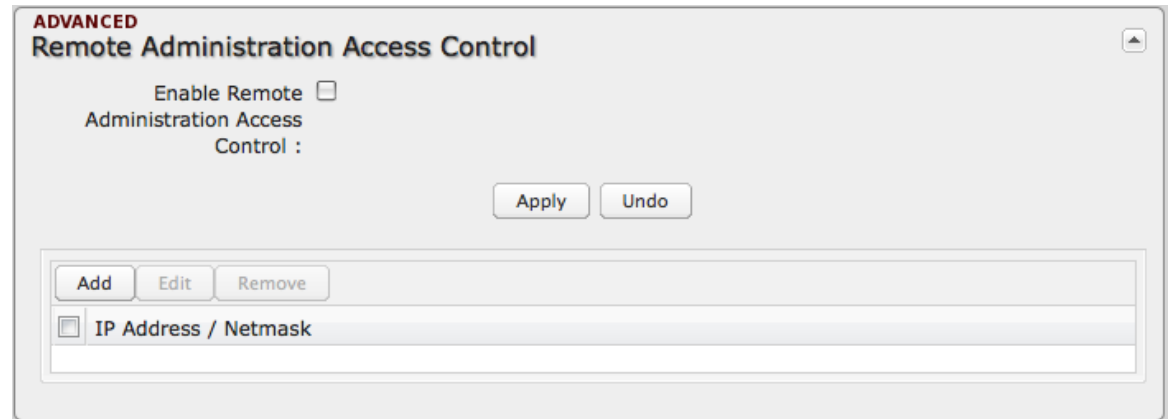 ADVANCED
Remote Administration Access Control
Enable Remote
Administration Access
Control :
Apply Undo
Add Edit Remove
IP Address / Netmask